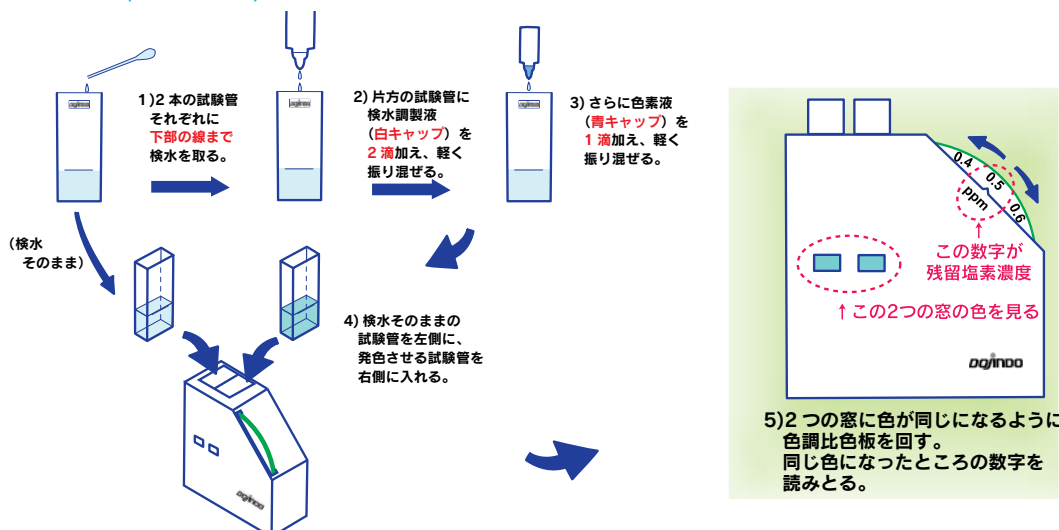 1)2 本の試験管
それぞれに
下部の線まで
検水を取る。
2) 片方の試験管に
検水調製液
（白キャップ）を
2 滴加え、軽く
振り混ぜる。
3) さらに色素液
（青キャップ）を
1 滴加え、軽く
振り混ぜる。
（検水
そのまま）
4) 検水そのままの
試験管を左側に、
発色させる試験管を
右側に入れる。
0.4
0.5
0.6
ppm
↑
この数字が
残留塩素濃度
↑この2つの窓の色を見る
DOJINDO
DOJINDO
5)2 つの窓に色が同じになるように
色調比色板を回す。
同じ色になったところの数字を
読みとる。